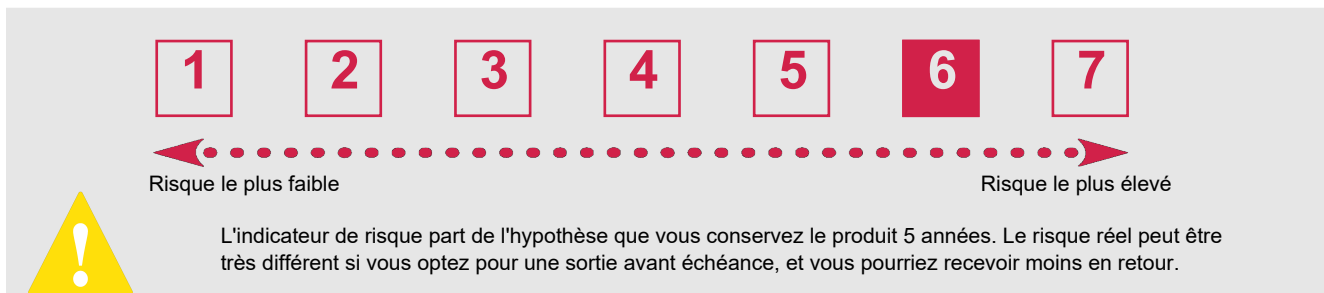 1 2 3 4 5 6 7
Risque le plus faible Risque le plus élevé
!
L'indicateur de risque part de l'hypothèse que vous conservez le produit 5 années. Le risque réel peut être
très différent si vous optez pour une sortie avant échéance, et vous pourriez recevoir moins en retour.